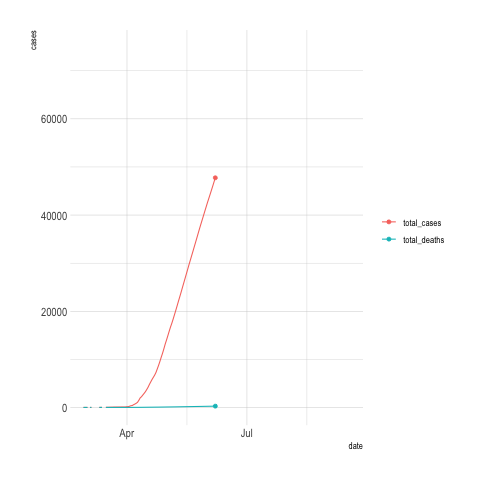 cases
60000
40000
20000
0
Apr
Jul
date
total_cases
total_deaths